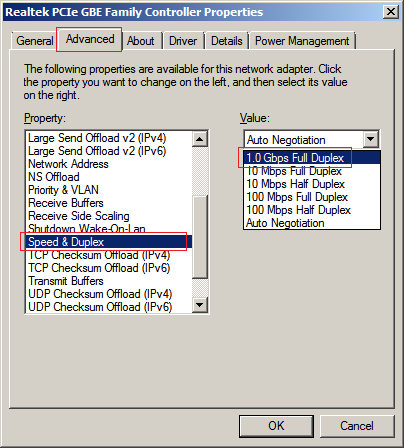 Realtek PCIe GBE Family Controller Properties
General Advanced About Driver Details Power Management
The following properties are available for this network adapter. Click
the property you want to change on the left, and then select its value
on the right.
Property:
Large Send Offload v2 (IPv4)
Large Send Offload v2 (IPv6)
Network Address
NS Offload
Priority & VLAN
Receive Buffers
Receive Side Scaling
Shutdown Wake-On-Lan
Speed & Duplex
TCP Checksum Offload (IPv4)
TCP Checksum Offload (IPv6)
Transmit Buffers
UDP Checksum Offload (IPv4)
UDP Checksum Offload (IPv6)
Value:
Auto Negotiation
1.0 Gbps Full Duplex
10 Mbps Full Duplex
10 Mbps Half Duplex
100 Mbps Full Duplex
100 Mbps Half Duplex
Auto Negotiation
OK Cancel